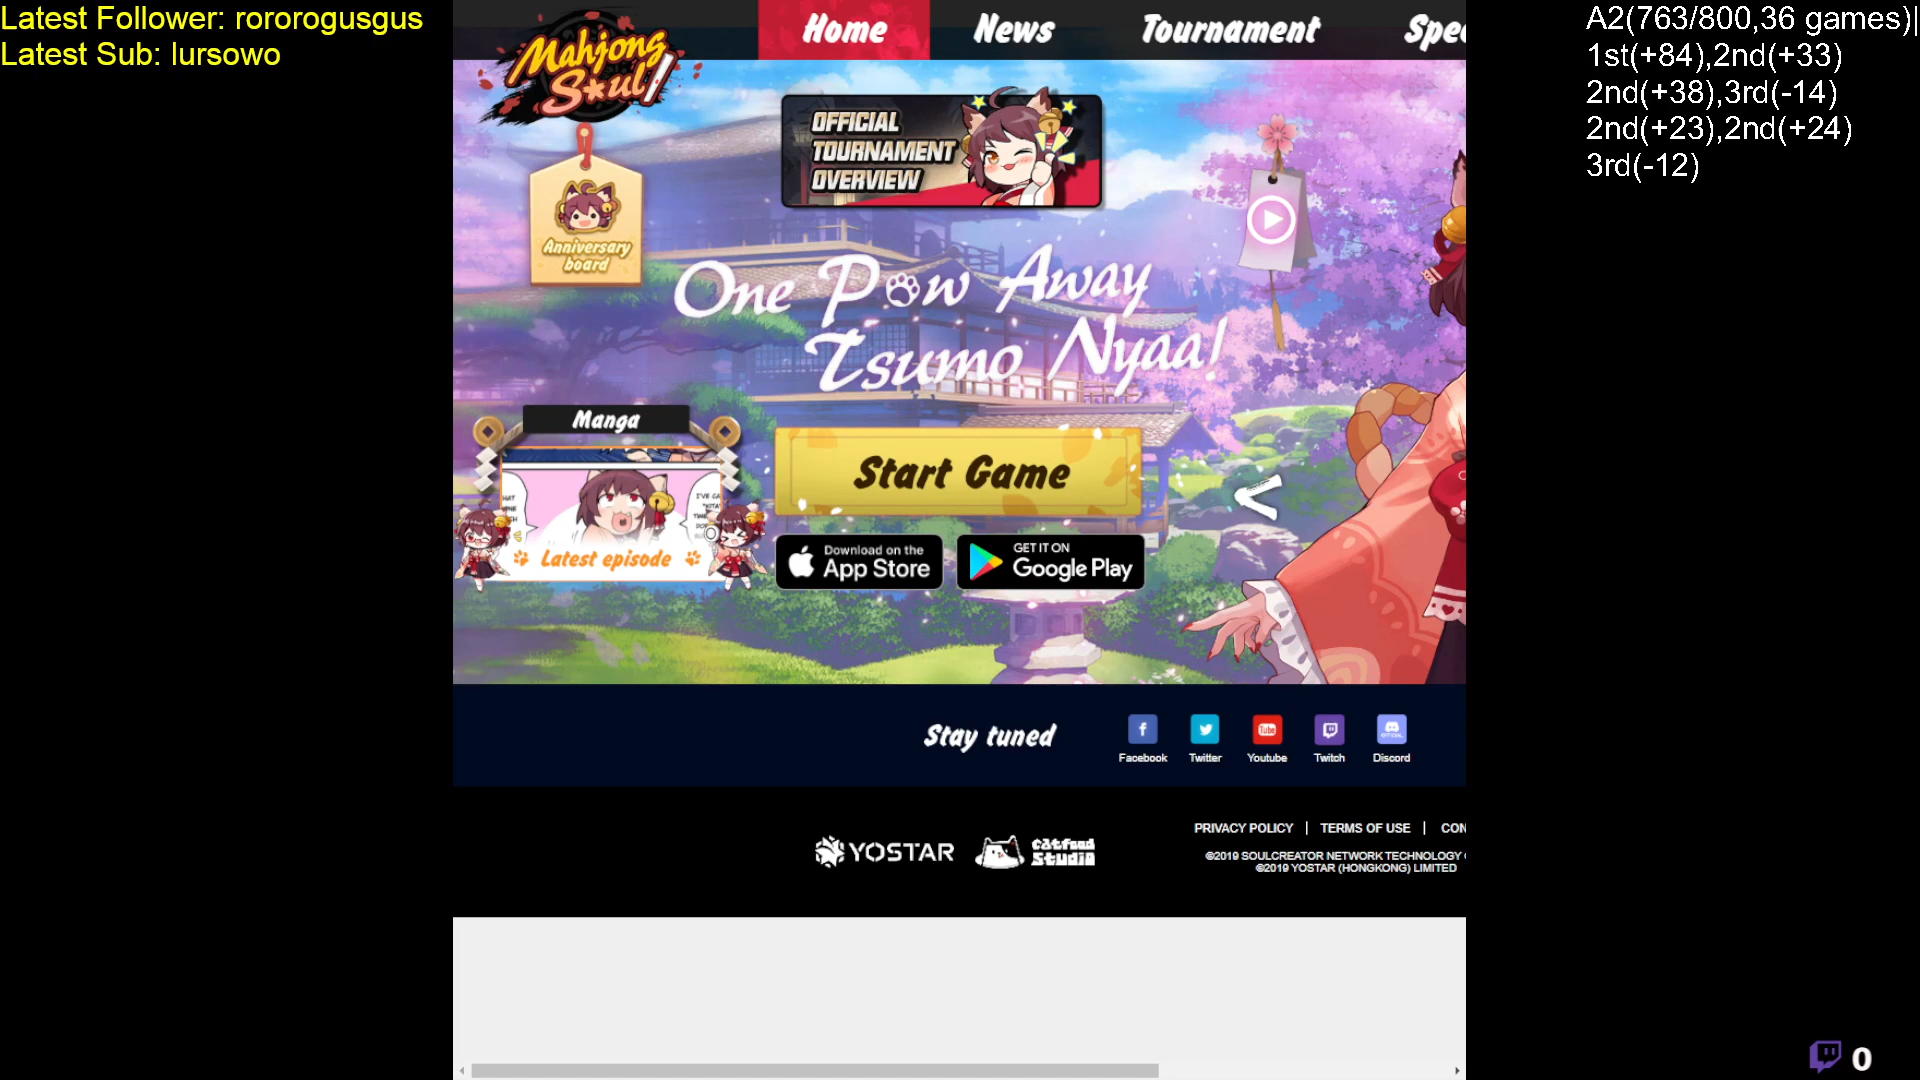 Latest Follower: rororogusgus
Latest Sub: lursowo
A2(763/800,36 games)|
1st(+84),2nd(+33)
2nd(+38),3rd(-14)
2nd(+23),2nd(+24)
3rd(-12)
Mahjong
Soul
Home
News
Tournament
Spec
OFFICIAL
TOURNAMENT
OVERVIEW
Anniversary
board
One Paw Away
Tsumo Nyaa!
Manga
I'VE GA
Latest episode
Start Game
Download on the
App Store
GET IT ON
Google Play
<
Stay tuned
Facebook
Twitter
Youtube
Twitch
Discord
YOSTAR
Catfood
Studio
PRIVACY POLICY | TERMS OF USE | CON
©2019 SOULCREATOR NETWORK TECHNOLOGY
©2019 YOSTAR (HONGKONG) LIMITED
0